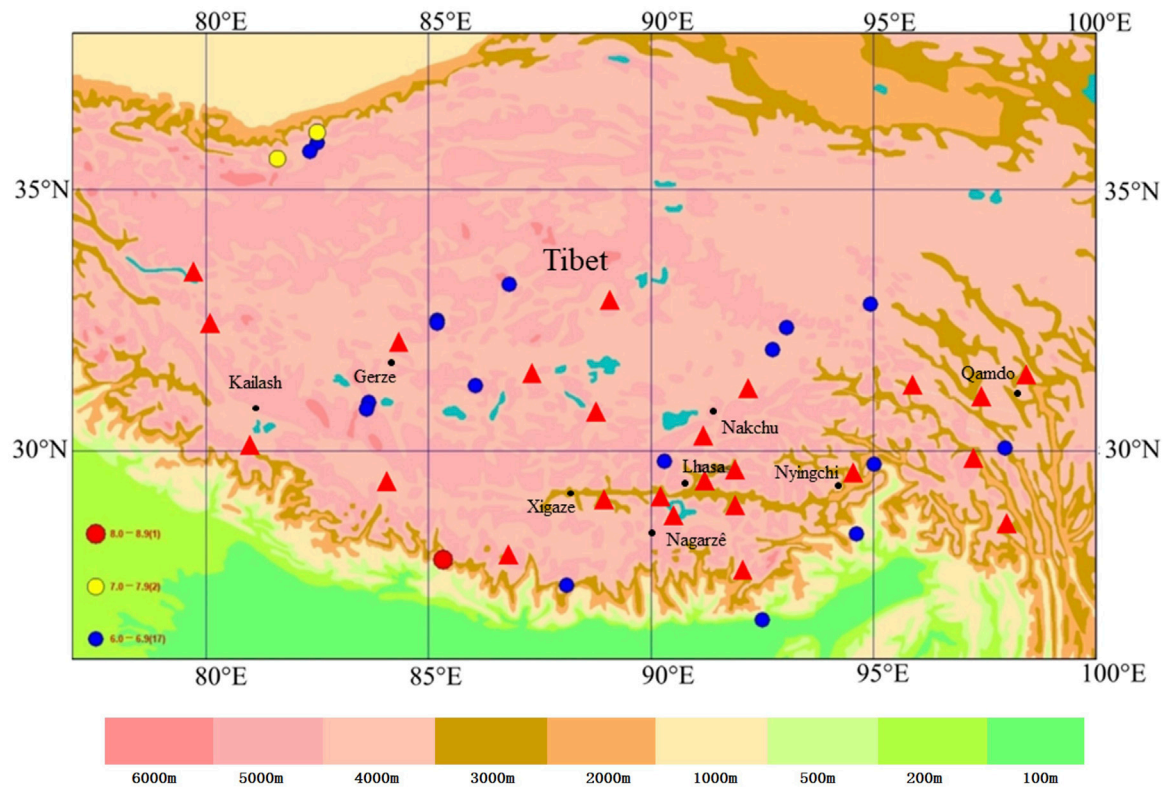 80°E 85°E 90°E 95°E 100°E
35°N 35°N
Tibet
Kailash
Gerze
Qamdo
Nakchu
30°N 30°N
Lhasa
Nyingchi
Xigaze
Nagarzê
8.0－8.9(1)
7.0－7.9(2)
6.0－6.9(17)
80°E 85°E 90°E 95°E 100°E
6000m 5000m 4000m 3000m 2000m 1000m 500m 200m 100m